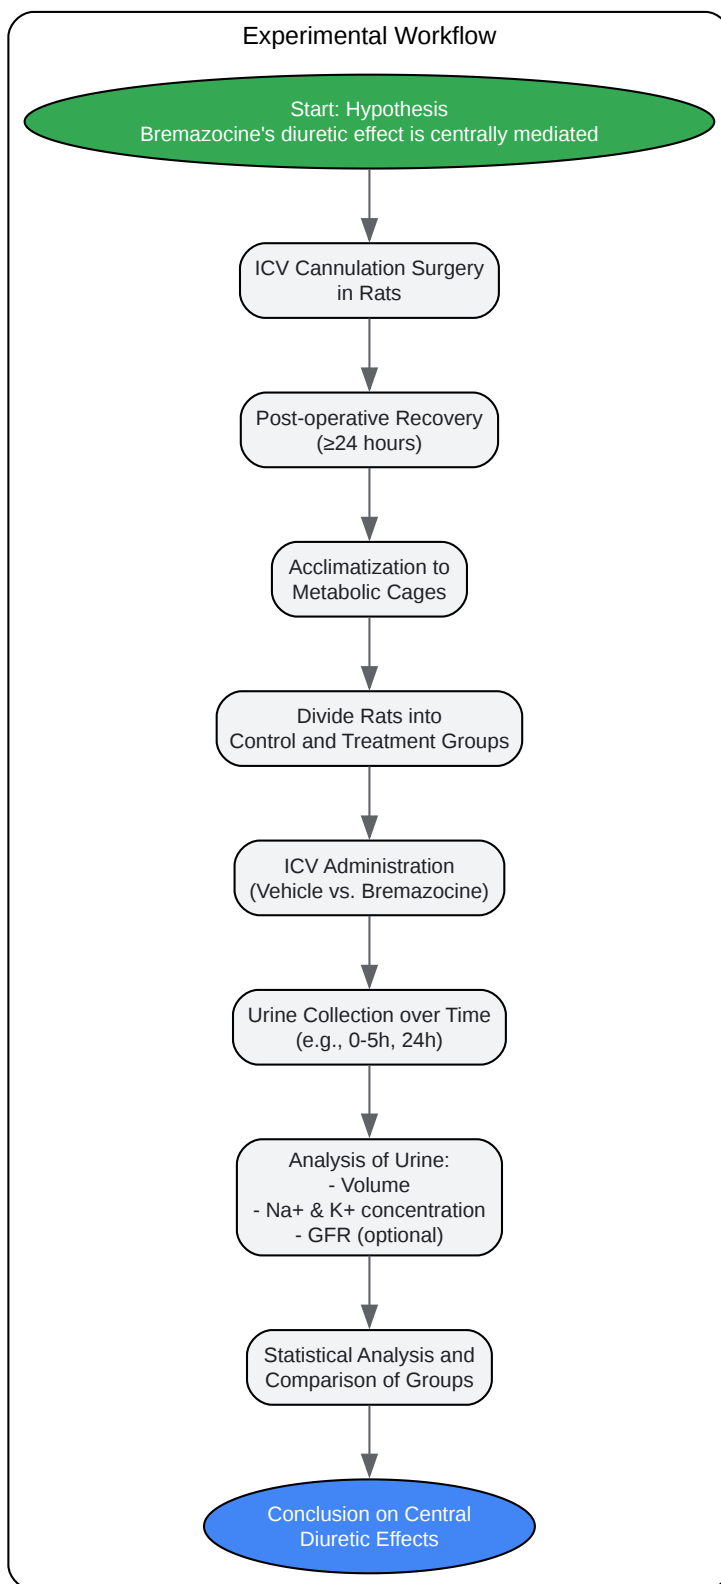 Experimental Workflow
Start: Hypothesis
Bremazocine's diuretic effect is centrally mediated
ICV Cannulation Surgery
in Rats
Post-operative Recovery
(≥24 hours)
Acclimatization to
Metabolic Cages
Divide Rats into
Control and Treatment Groups
ICV Administration
(Vehicle vs. Bremazocine)
Urine Collection over Time
(e.g., 0-5h, 24h)
Analysis of Urine:
- Volume
- Na+ & K+ concentration
- GFR (optional)
Statistical Analysis and
Comparison of Groups
Conclusion on Central
Diuretic Effects